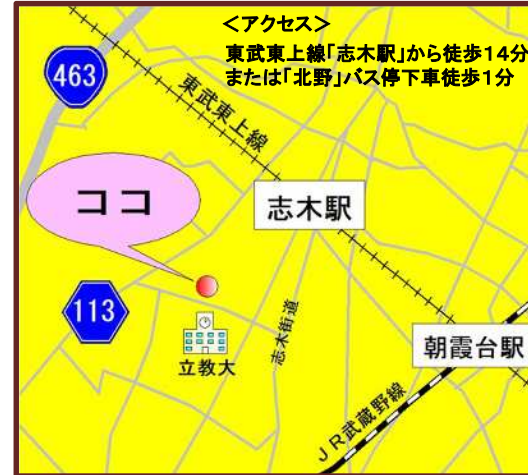 ＜アクセス＞
東武東上線「志木駅」から徒歩14分
または「北野」バス停下車徒歩1分
463
東武東上線
ココ
志木駅
113
立教大
志木街道
朝霞台駅
JR武蔵野線